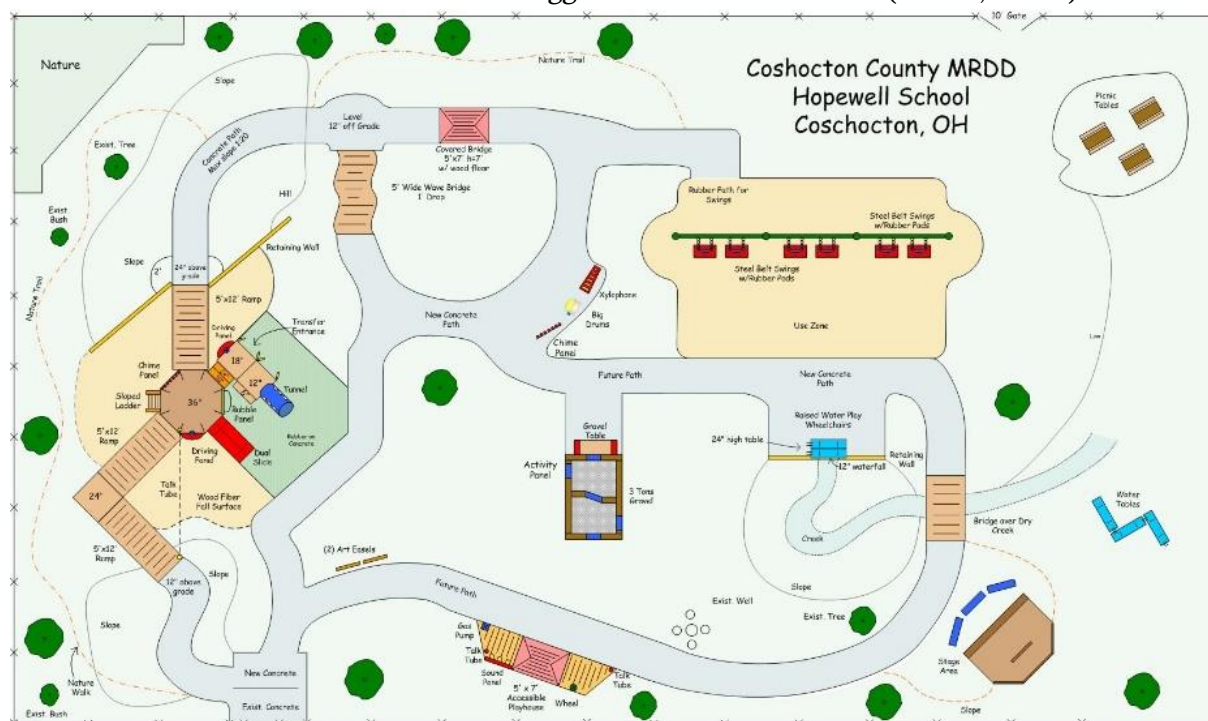 10' Gate
Nature
Slope
Nature Trail
Coshocton County MRDD
Hopewell School
Coschocton, OH
Picnic
Tables
Level
12" off Grade
Concrete Path
Max slope 1:20
Exist. Tree
Covered Bridge
5'x7' h=7'
w/ wood floor
5' Wide Wave Bridge
1' Drop
Hill
Rubber Path for
Swings
Steel Belt Swings
w/Rubber Pads
Exist.
Bush
Retaining Wall
Slope
2'
24" above
grade
Steel Belt Swings
w/Rubber Pads
Nature Trail
5'x12' Ramp
Xylophone
Big
Drums
Chime
Panel
New Concrete
Path
Use Zone
Driving
Panel
Transfer
Entrance
18"
12"
Tunnel
Chime
Panel
Sloped
Ladder
36"
Bubble
Panel
Future Path
New Concrete
Path
Raised Water Play
Wheelchairs
5'x12'
Ramp
Driving
Panel
Dual
Slide
Rubber on
Concrete
Gravel
Table
24" high table
12" waterfall
Retaining
Wall
Activity
Panel
3 Tons
Gravel
Talk
Tube
24"
Wood Fiber
Fall Surface
Water
Tables
Bridge over Dry
Creek
Creek
5'x12'
Ramp
(2) Art Easels
12" above
grade
Slope
Slope
Slope
Future Path
Exist. Wall
Exist.
Tree
Gas
Pump
Talk
Tube
Sound
Panel
5' x 7'
Accessible
Playhouse
Wheel
Talk
Tube
Stage
Area
Nature
Walk
New Concrete
Exist. Concrete
Exist. Bush
Slope